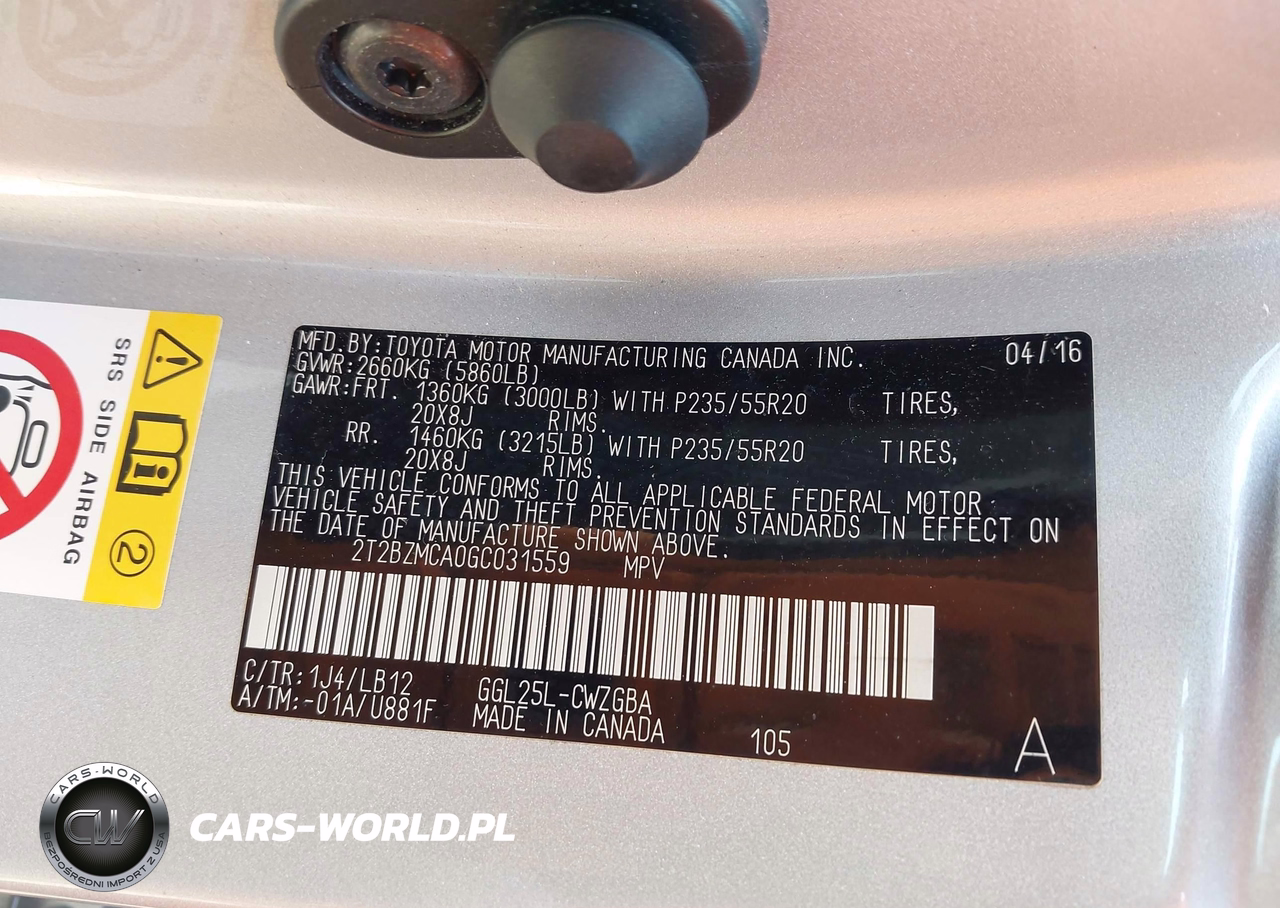 MFD. BY: TOYOTA MOTOR MANUFACTURING CANADA INC. 04/16
GVWR: 2660KG (5860LB)
GAWR: FRT. 1360KG (3000LB) WITH P235/55R20 TIRES,
20X8J RIMS.
RR. 1460KG (3215LB) WITH P235/55R20 TIRES,
20X8J RIMS.
THIS VEHICLE CONFORMS TO ALL APPLICABLE FEDERAL MOTOR
VEHICLE SAFETY AND THEFT PREVENTION STANDARDS IN EFFECT ON
THE DATE OF MANUFACTURE SHOWN ABOVE.
2T2BZMCA0GC031559 MPV
C/TR: 1J4/LB12 GGL25L-CWZGBA
A/TM: -01A/U881F MADE IN CANADA 105 A
SRS SIDE AIRBAG
2
CARS-WORLD
CW
BEZPOŚREDNI IMPORT Z USA
CARS-WORLD.PL